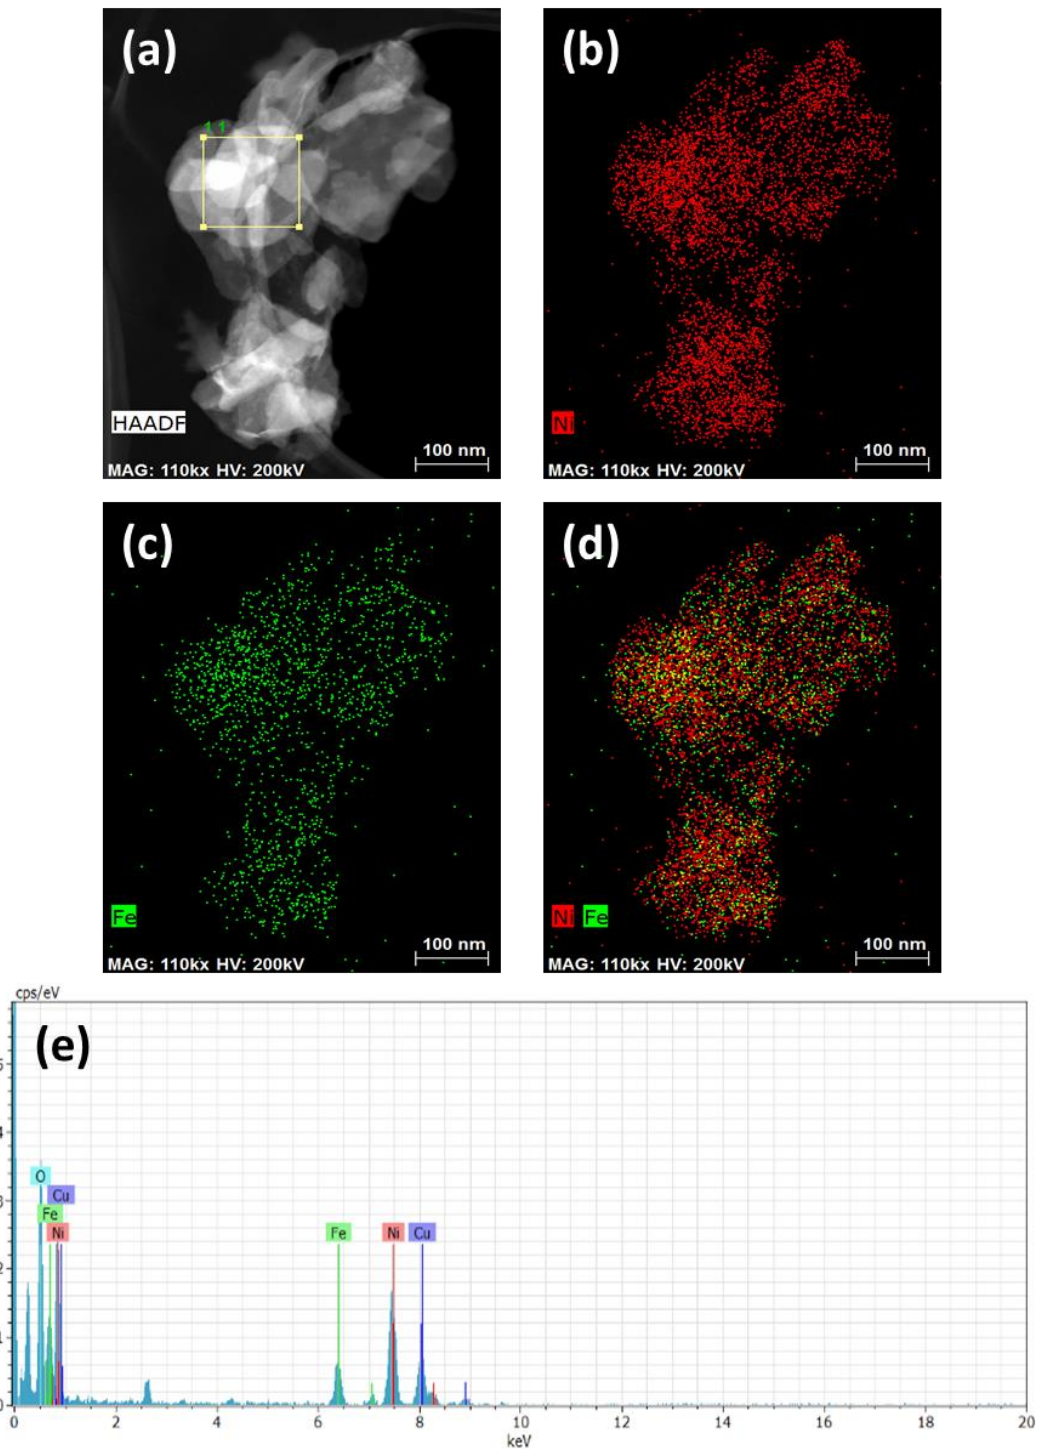 (a)
1 1
HAADF
100 nm
MAG: 110kx HV: 200kV
(b)
Ni
100 nm
MAG: 110kx HV: 200kV
(c)
Fe
100 nm
MAG: 110kx HV: 200kV
(d)
Ni Fe
100 nm
MAG: 110kx HV: 200kV
cps/eV
(e)
O
Cu
Fe
Ni
Fe
Ni
Cu
0 2 4 6 8 10 12 14 16 18 20
keV